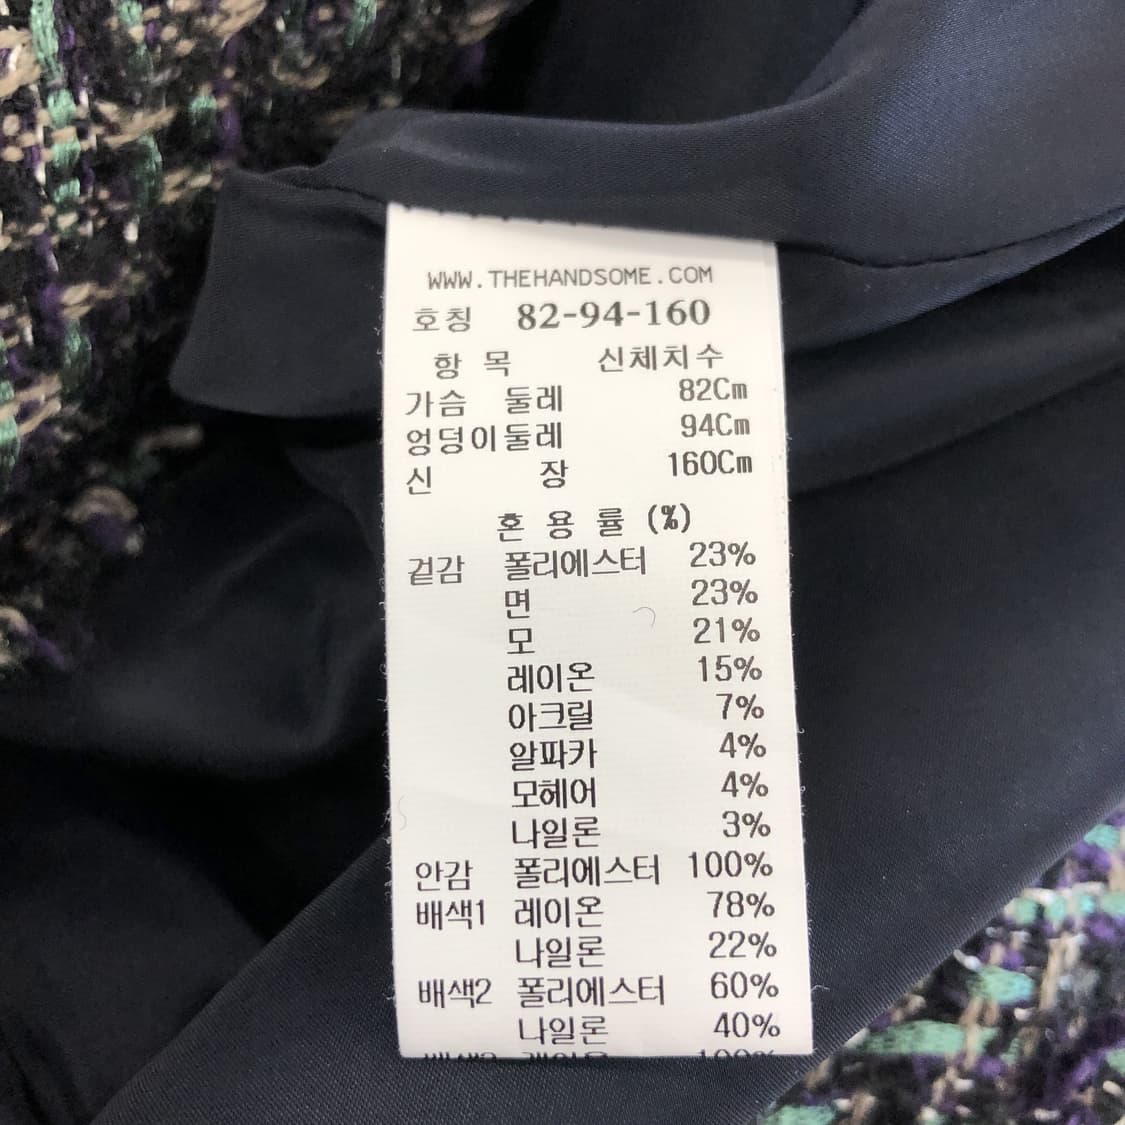 WWW.THEHANDSOME.COM
호칭 82-94-160
항 목 신체치수
가슴 둘레 82Cm
엉덩이둘레 94Cm
신 장 160Cm
혼 용 률 (%)
겉감 폴리에스터 23%
면 23%
모 21%
레이온 15%
아크릴 7%
알파카 4%
모헤어 4%
나일론 3%
안감 폴리에스터 100%
배색1 레이온 78%
나일론 22%
배색2 폴리에스터 60%
나일론 40%